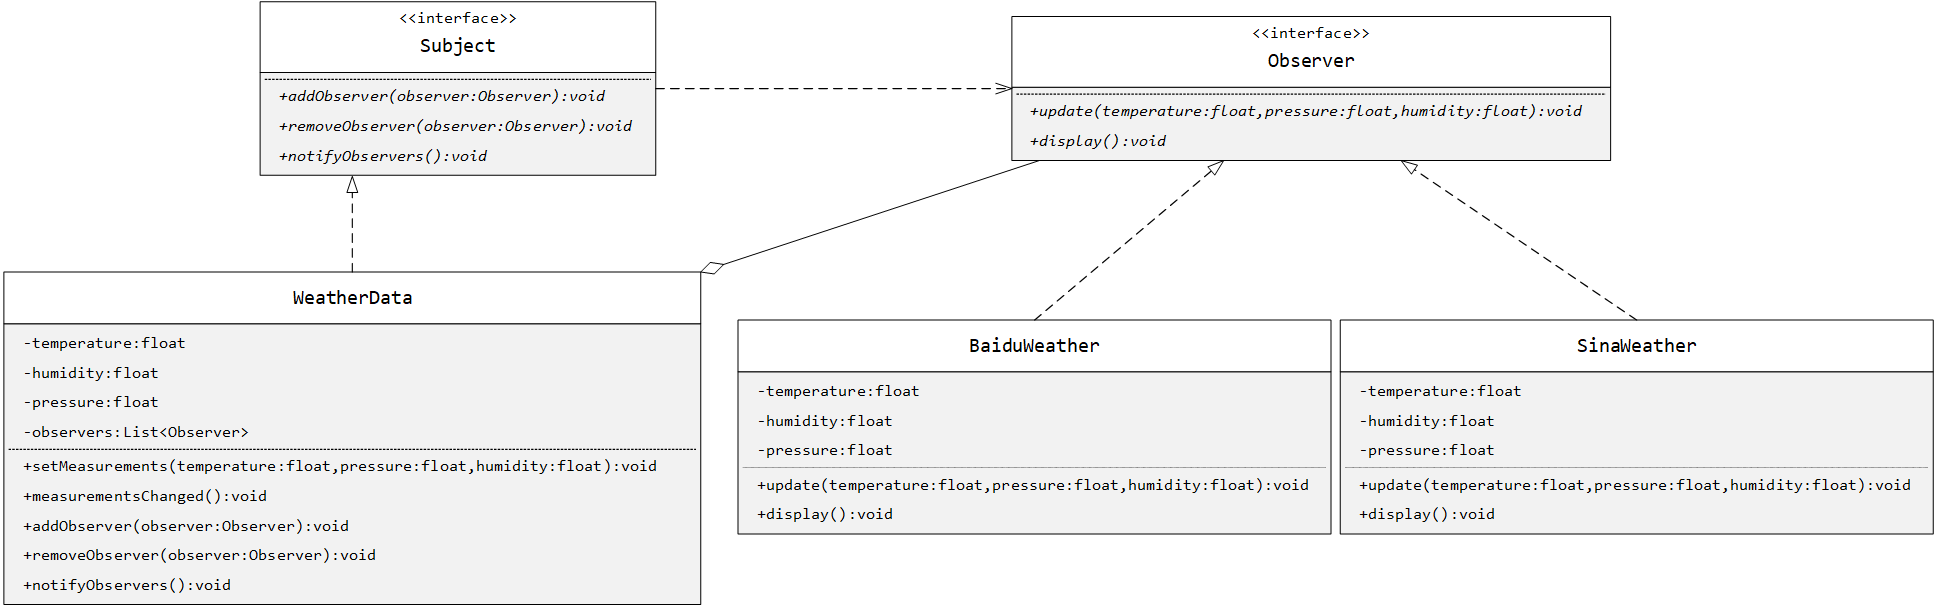 <<interface>>
Subject
+addObserver(observer:Observer):void
+removeObserver(observer:Observer):void
+notifyObservers():void
<<interface>>
Observer
+update(temperature:float,pressure:float,humidity:float):void
+display():void
WeatherData
-temperature:float
-humidity:float
-pressure:float
-observers:List<Observer>
+setMeasurements(temperature:float,pressure:float,humidity:float):void
+measurementsChanged():void
+addObserver(observer:Observer):void
+removeObserver(observer:Observer):void
+notifyObservers():void
BaiduWeather
-temperature:float
-humidity:float
-pressure:float
+update(temperature:float,pressure:float,humidity:float):void
+display():void
SinaWeather
-temperature:float
-humidity:float
-pressure:float
+update(temperature:float,pressure:float,humidity:float):void
+display():void